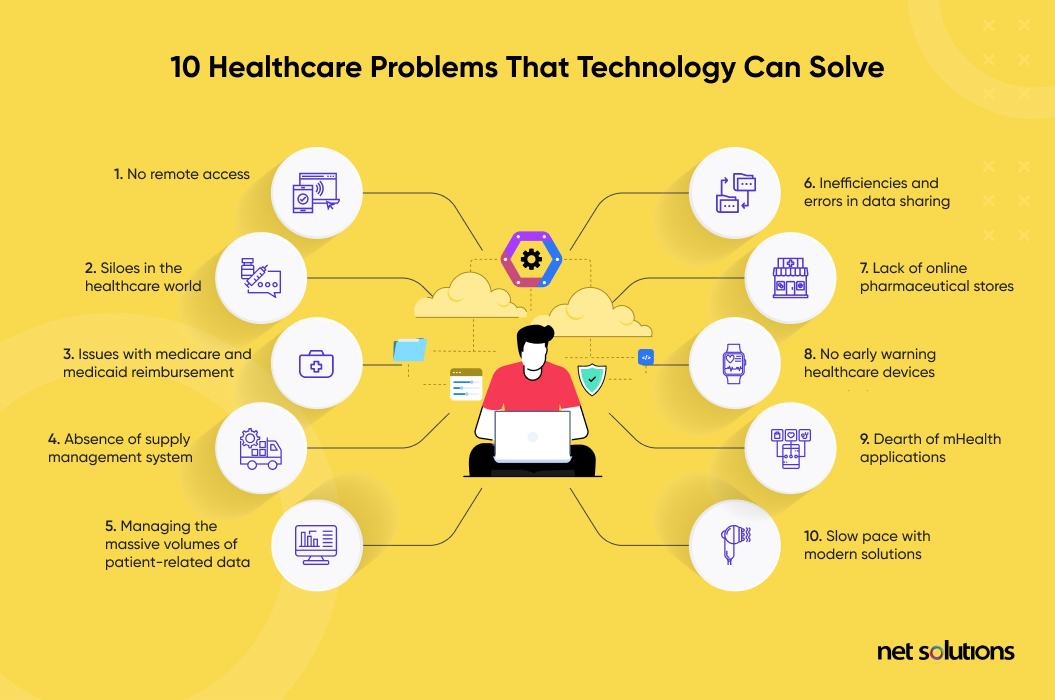 10 Healthcare Problems That Technology Can Solve
1. No remote access
2. Siloes in the
healthcare world
3. Issues with medicare and
medicaid reimbursement
4. Absence of supply
management system
5. Managing the
massive volumes of
patient-related data
6. Inefficiencies and
errors in data sharing
7. Lack of online
pharmaceutical stores
8. No early warning
healthcare devices
9. Dearth of mHealth
applications
10. Slow pace with
modern solutions
</>
net solutions